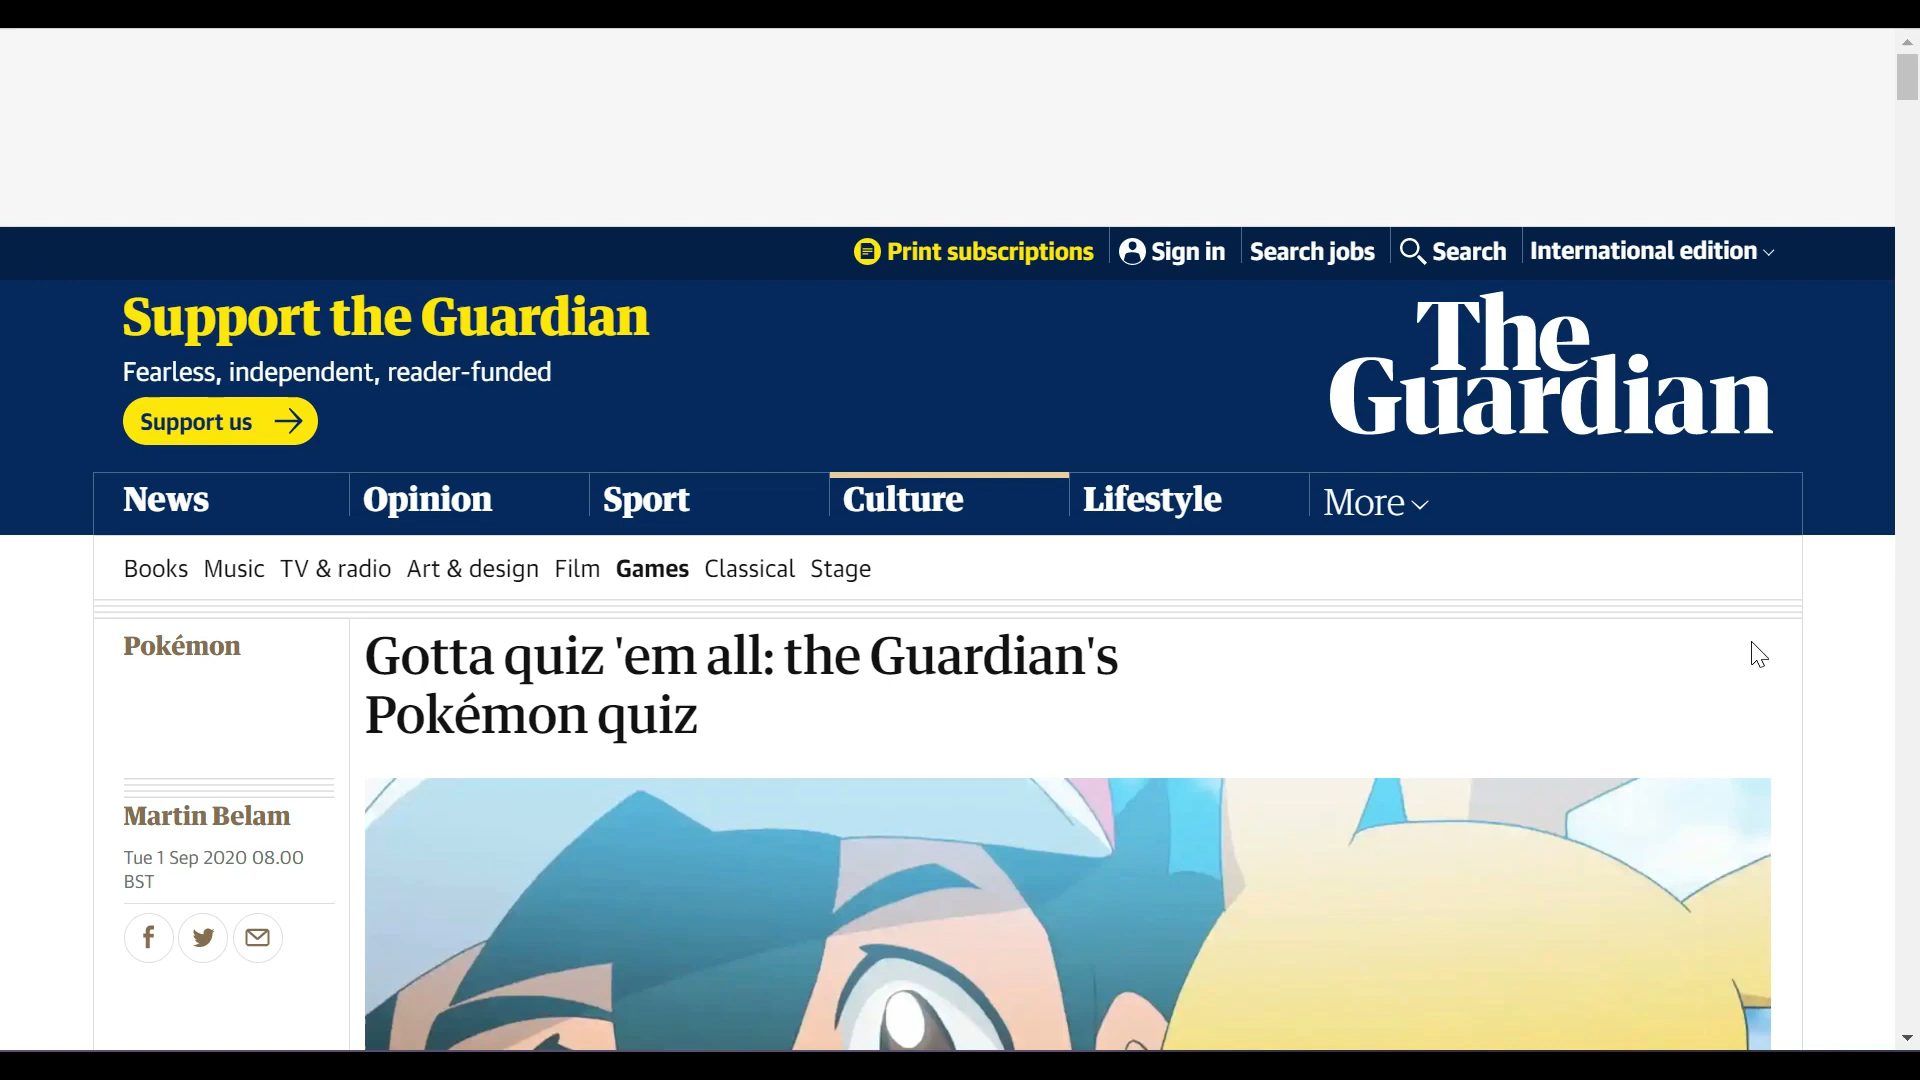 Print subscriptions Sign in Search jobs Search International edition
Support the Guardian
Fearless, independent, reader-funded
Support us
The
Guardian
News Opinion Sport Culture Lifestyle More
Books Music TV & radio Art & design Film Games Classical Stage
Pokémon
Gotta quiz 'em all: the Guardian's
Pokémon quiz
Martin Belam
Tue 1 Sep 2020 08.00
BST